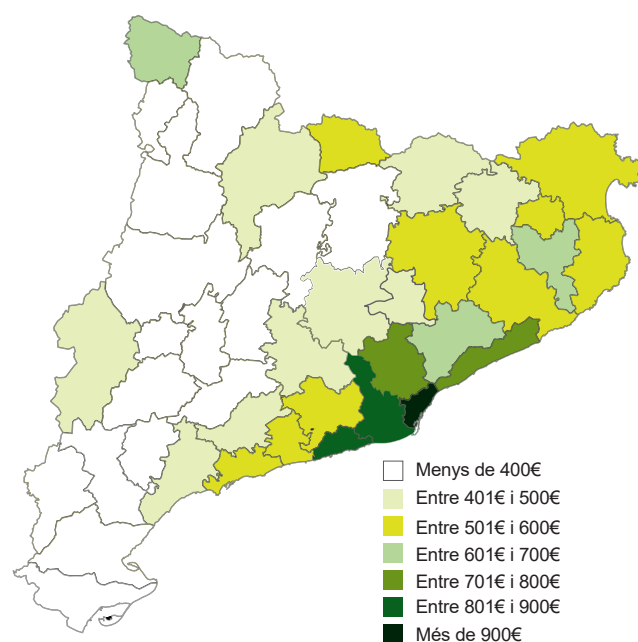 Menys de 400€
Entre 401€ i 500€
Entre 501€ i 600€
Entre 601€ i 700€
Entre 701€ i 800€
Entre 801€ i 900€
Més de 900€